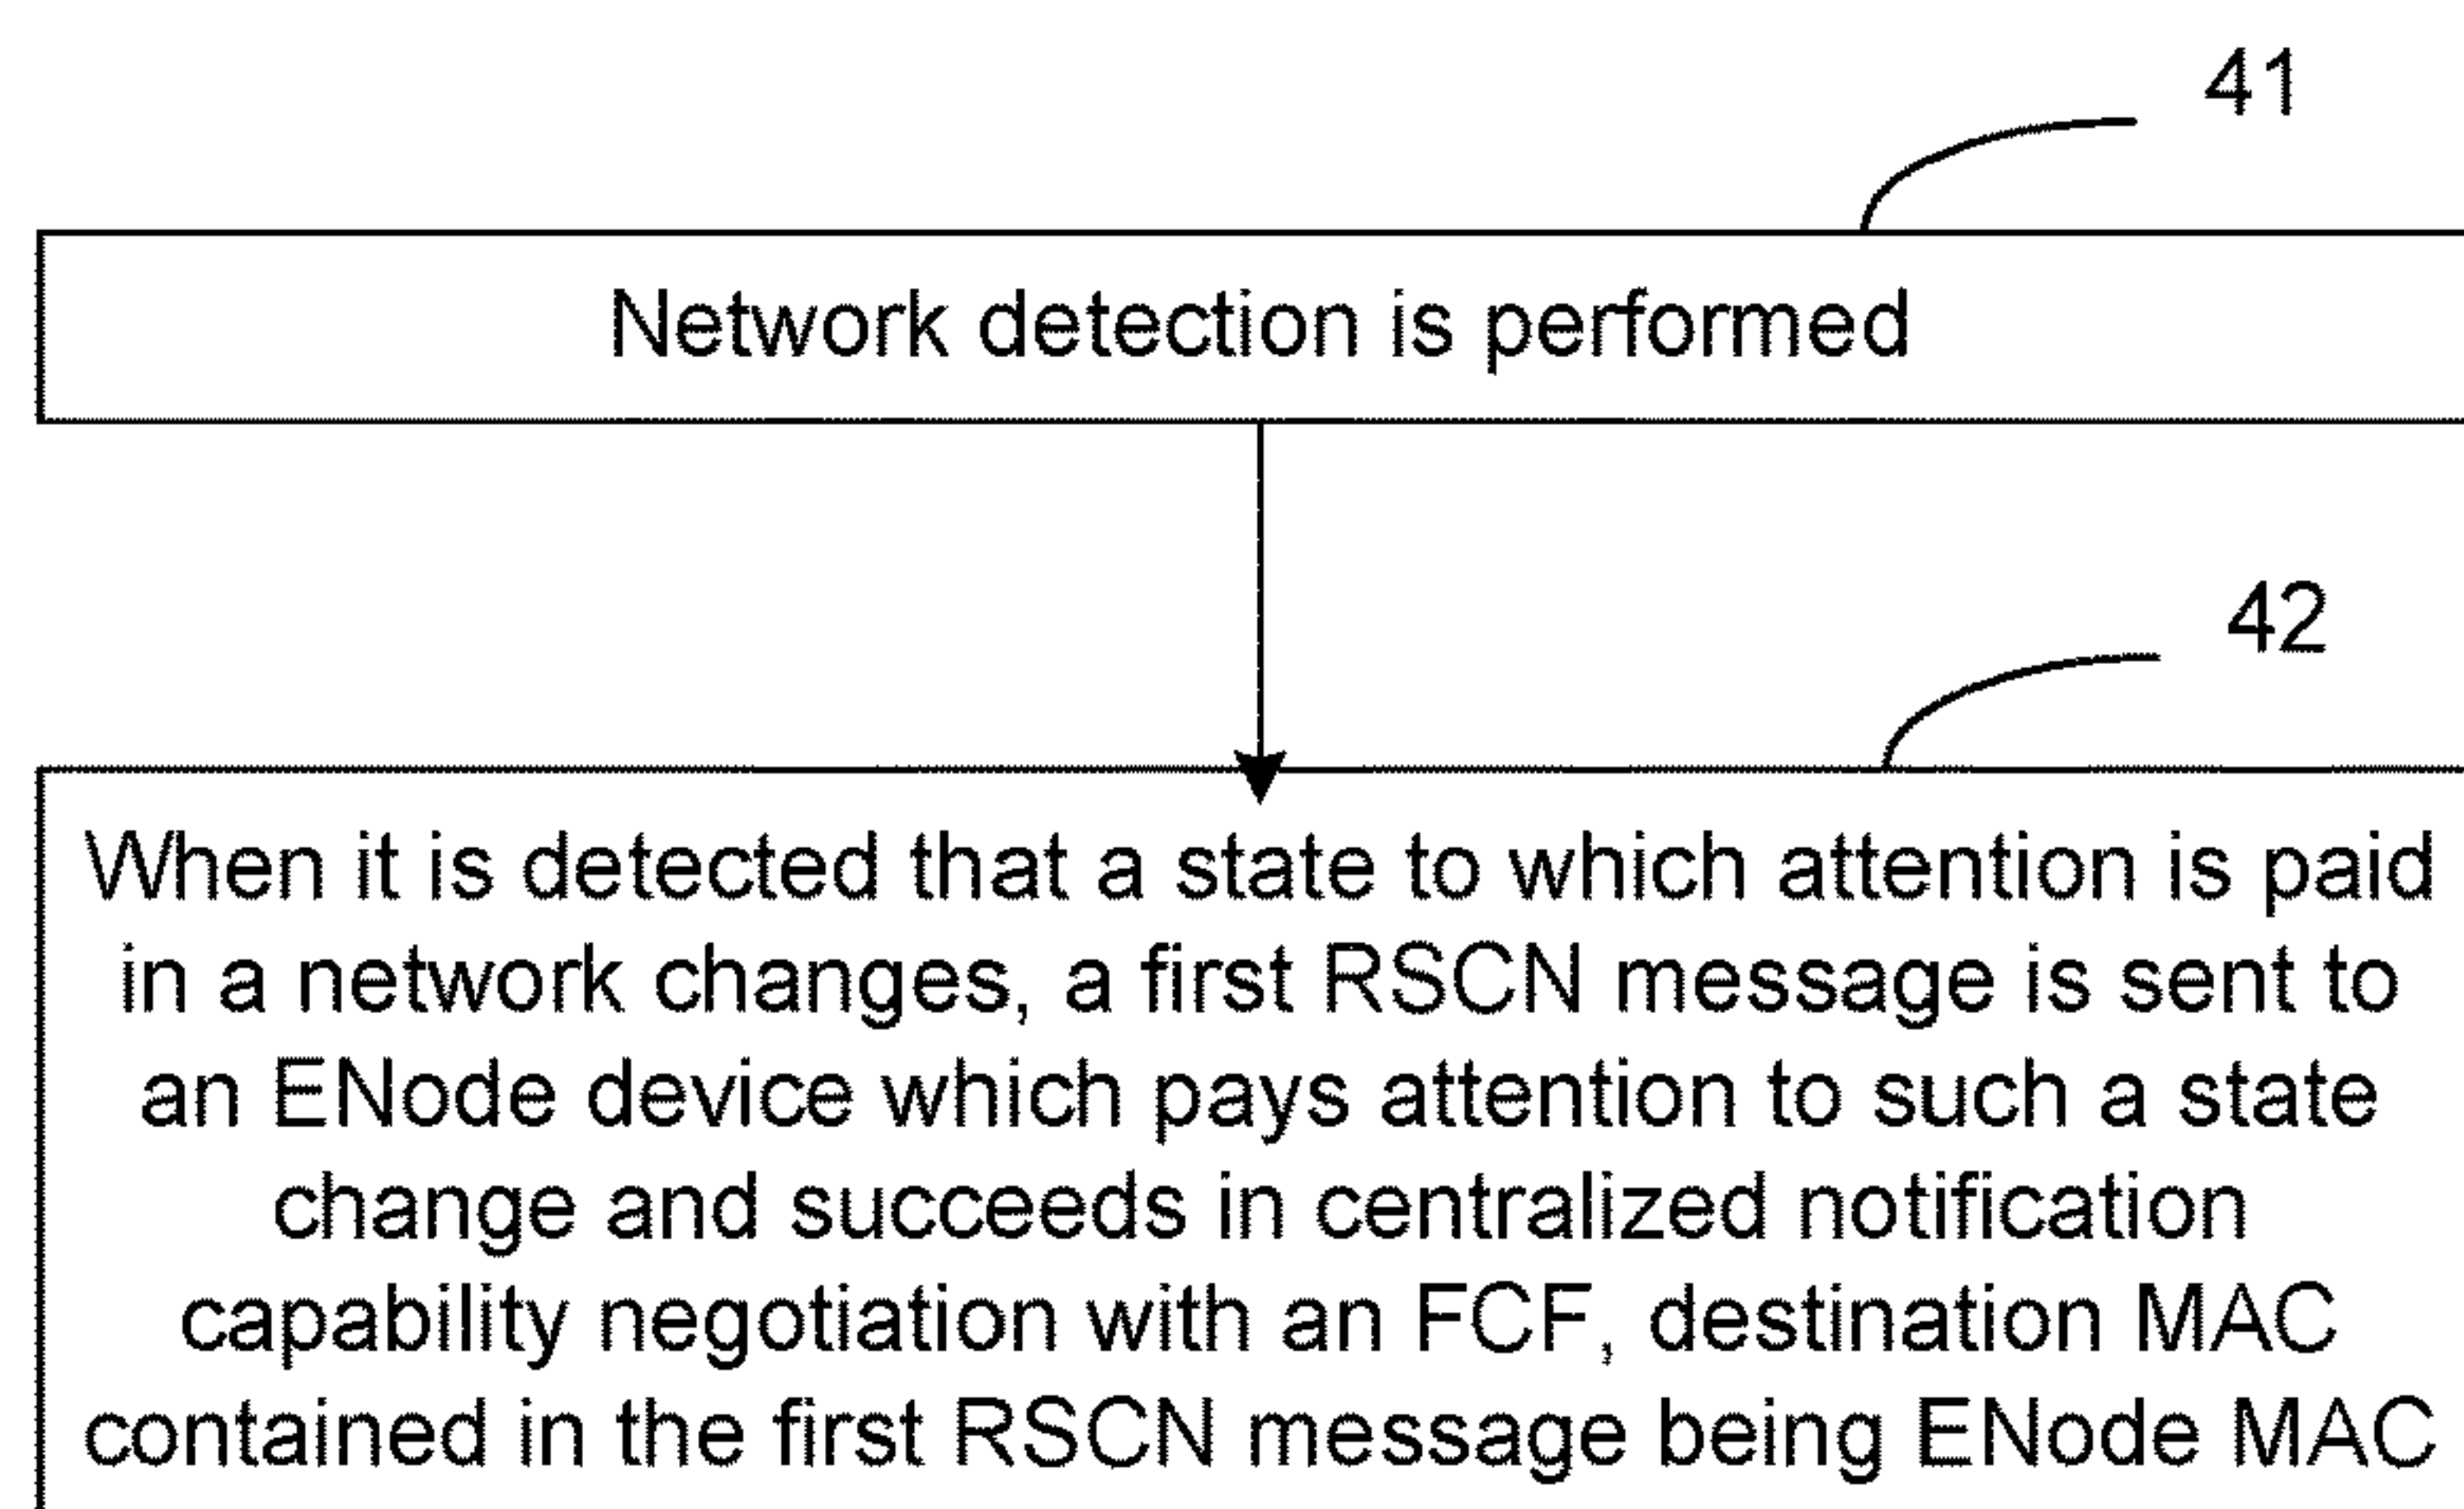 41
Network detection is performed
42
When it is detected that a state to which attention is paid
in a network changes, a first RSCN message is sent to
an ENode device which pays attention to such a state
change and succeeds in centralized notification
capability negotiation with an FCF, destination MAC
contained in the first RSCN message being ENode MAC